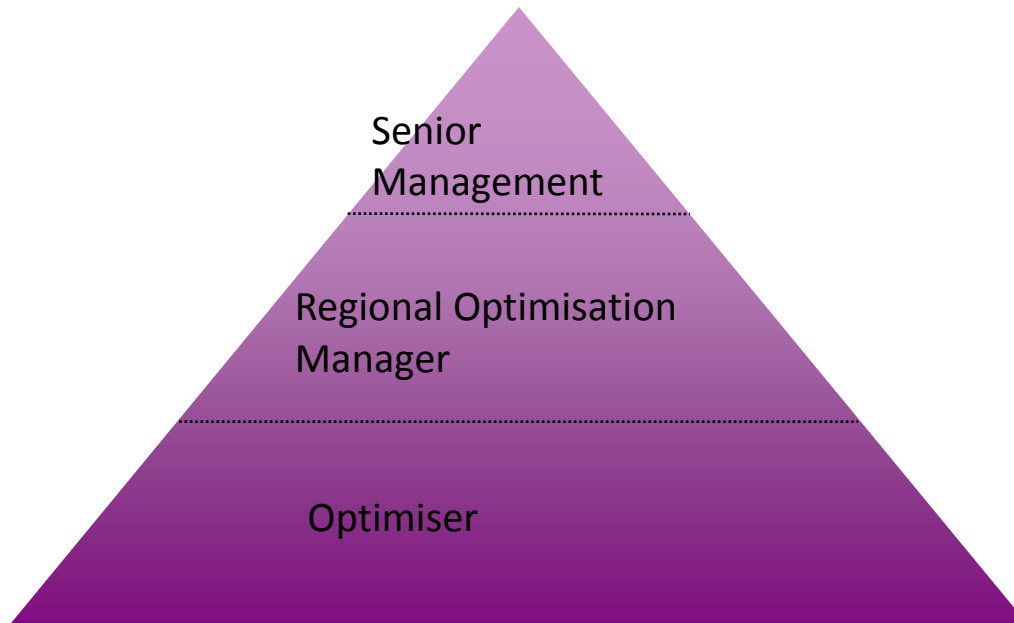 Senior
Management
Regional Optimisation
Manager
Optimiser